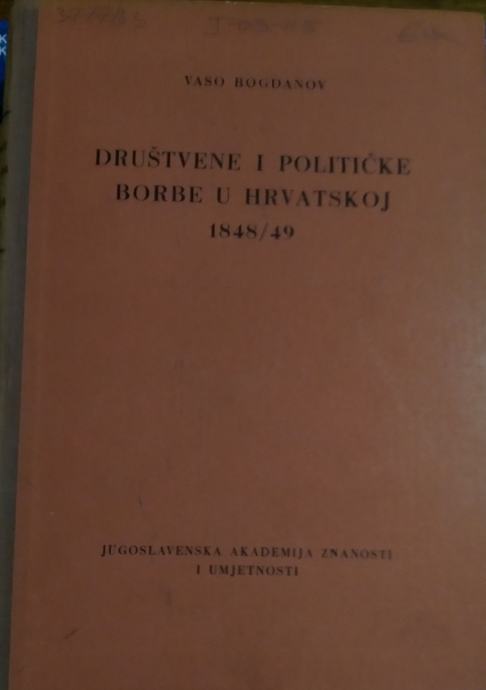 VASO BOGDANOV
DRUŠTVENE I POLITIČKE
BORBE U HRVATSKOJ
1848/49
JUGOSLAVENSKA AKADEMIJA ZNANOSTI
I UMJETNOSTI